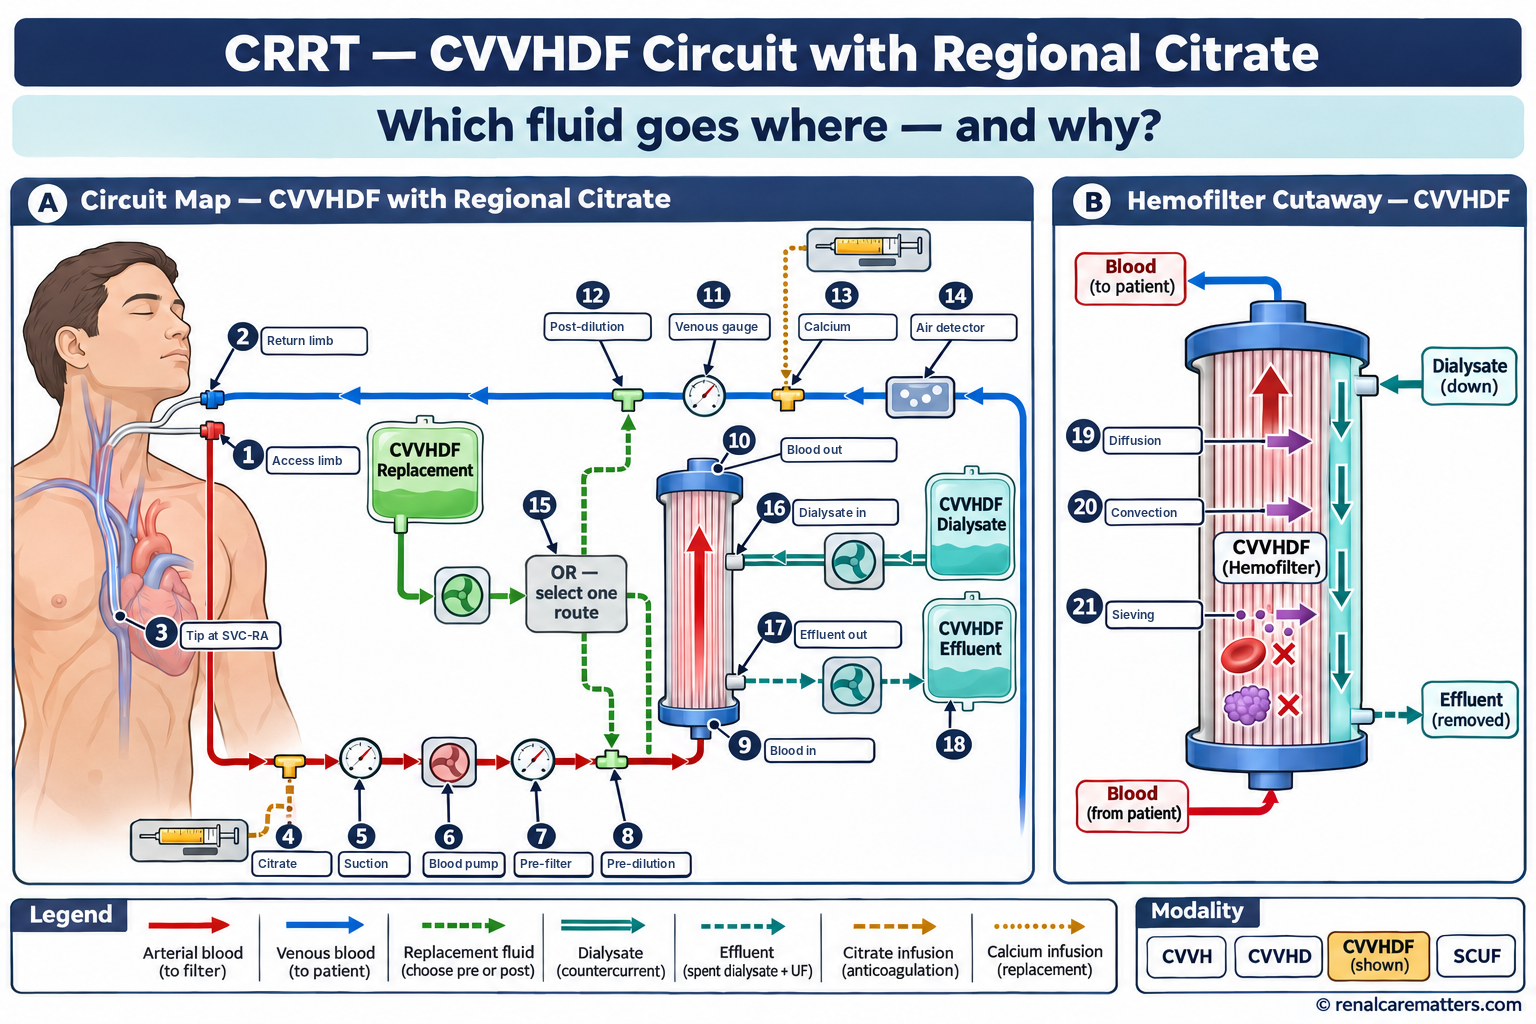 CRRT — CVVHDF Circuit with Regional Citrate
Which fluid goes where — and why?
A Circuit Map — CVVHDF with Regional Citrate
2 Return limb
1 Access limb
3 Tip at SVC-RA
12
Post-dilution
11
Venous gauge
13
Calcium
14
Air detector
CVVHDF
Replacement
15
OR —
select one
route
10
Blood out
16 Dialysate in
CVVHDF
Dialysate
17 Effluent out
CVVHDF
Effluent
18
9 Blood in
4
Citrate
5
Suction
6
Blood pump
7
Pre-filter
8
Pre-dilution
B Hemofilter Cutaway — CVVHDF
Blood
(to patient)
Dialysate
(down)
19 Diffusion
20 Convection
CVVHDF
(Hemofilter)
21 Sieving
Effluent
(removed)
Blood
(from patient)
Legend
Arterial blood
(to filter)
Venous blood
(to patient)
Replacement fluid
(choose pre or post)
Dialysate
(countercurrent)
Effluent
(spent dialysate + UF)
Citrate infusion
(anticoagulation)
Calcium infusion
(replacement)
Modality
CVVH
CVVHD
CVVHDF
(shown)
SCUF
© renalcarematters.com